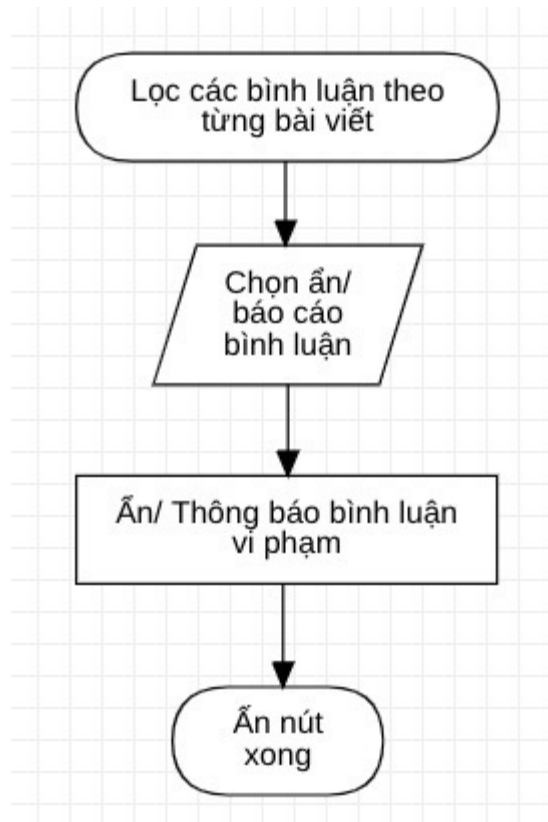 Lọc các bình luận theo
từng bài viết
Chọn ẩn/
báo cáo
bình luận
Ẩn/ Thông báo bình luận
vi phạm
Ấn nút
xong